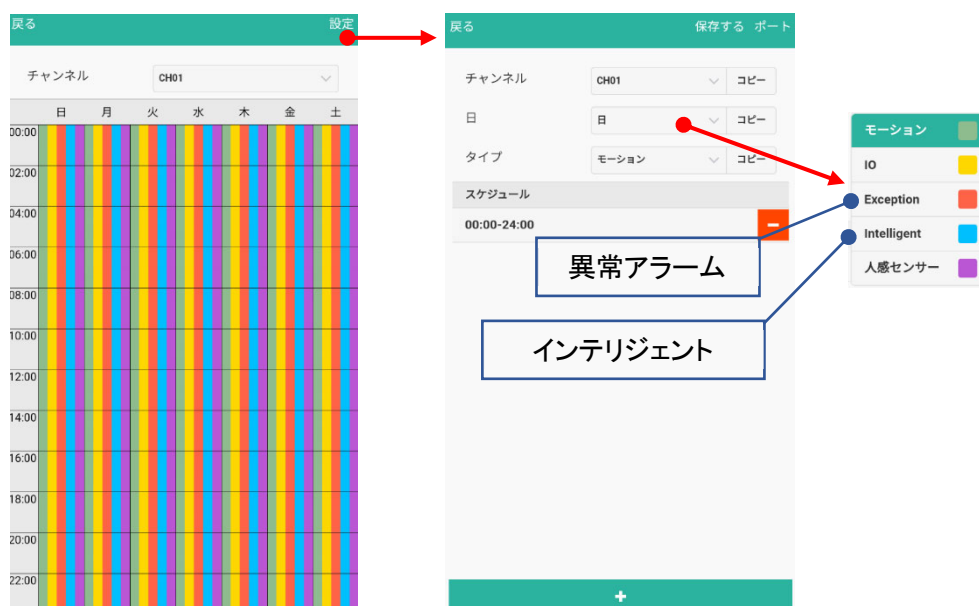 戻る 設定
チャンネル CH01
日 月 火 水 木 金 土
00:00
02:00
04:00
06:00
08:00
10:00
12:00
14:00
16:00
18:00
20:00
22:00
戻る 保存する ポート
チャンネル CH01 コピー
日 日 コピー
タイプ モーション コピー
スケジュール
00:00-24:00
異常アラーム
インテリジェント
モーション
IO
Exception
Intelligent
人感センサー